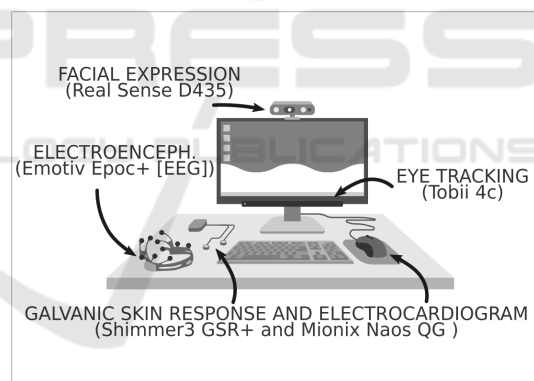 FACIAL EXPRESSION
(Real Sense D435)
ELECTROENCEPH.
(Emotiv Epoc+ [EEG])
EYE TRACKING
(Tobii 4c)
GALVANIC SKIN RESPONSE AND ELECTROCARDIOGRAM
(Shimmer3 GSR+ and Mionix Naos QG )